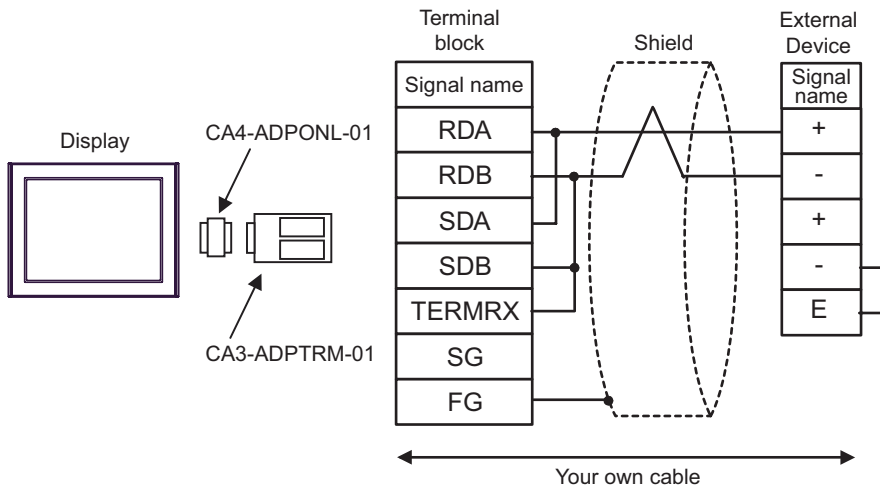 Display
CA4-ADPONL-01
CA3-ADPTRM-01
Terminal
block
Signal name
RDA
RDB
SDA
SDB
TERMRX
SG
FG
Shield
External
Device
Signal
name
+
-
+
-
E
Your own cable